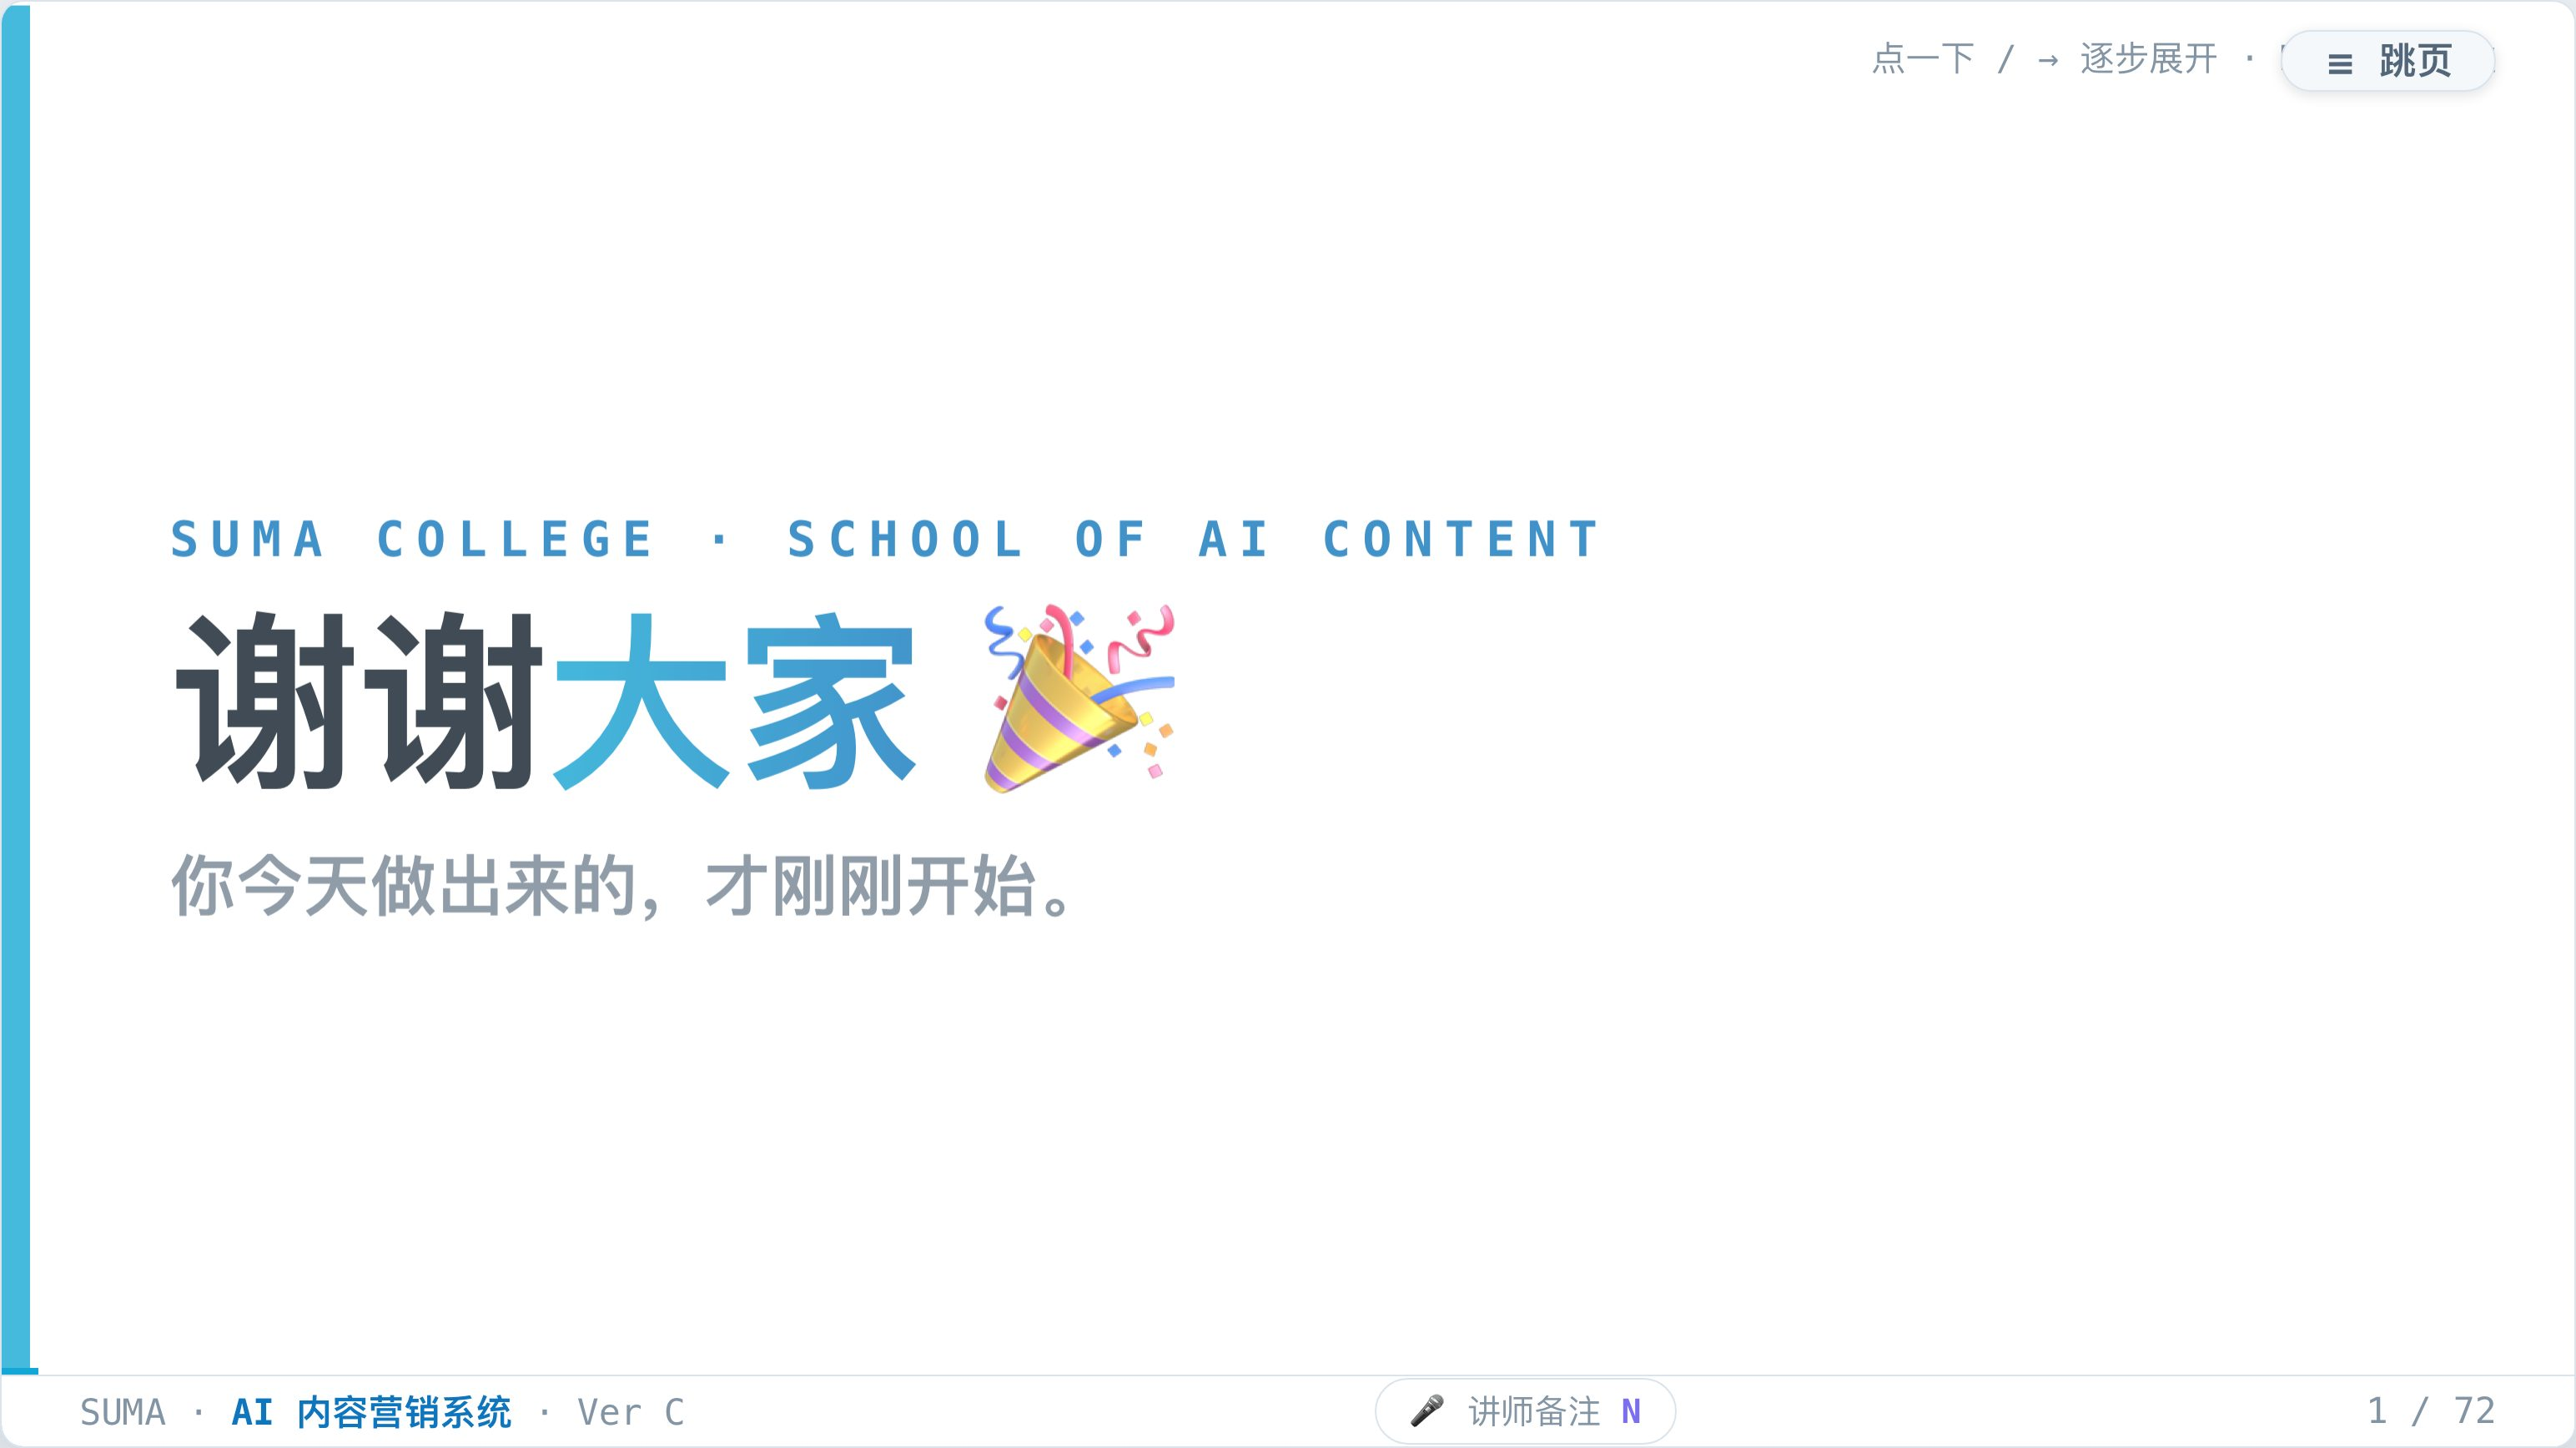 点一下 / → 逐步展开 ·
≡ 跳页
SUMA COLLEGE · SCHOOL OF AI CONTENT
谢谢大家 🎉
你今天做出来的，才刚刚开始。
SUMA · AI 内容营销系统 · Ver C
🎤 讲师备注 N
1 / 72